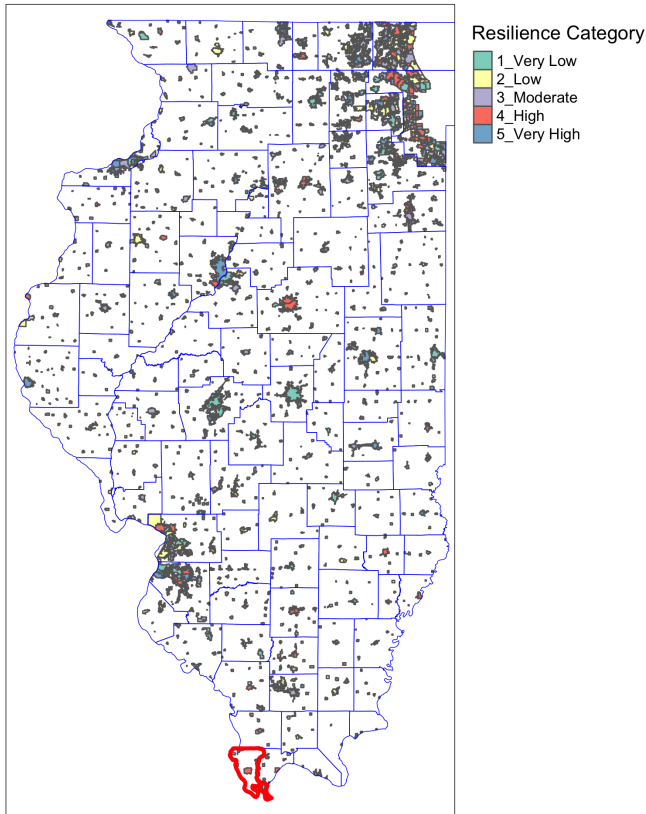 Resilience Category
1_Very Low
2_Low
3_Moderate
4_High
5_Very High